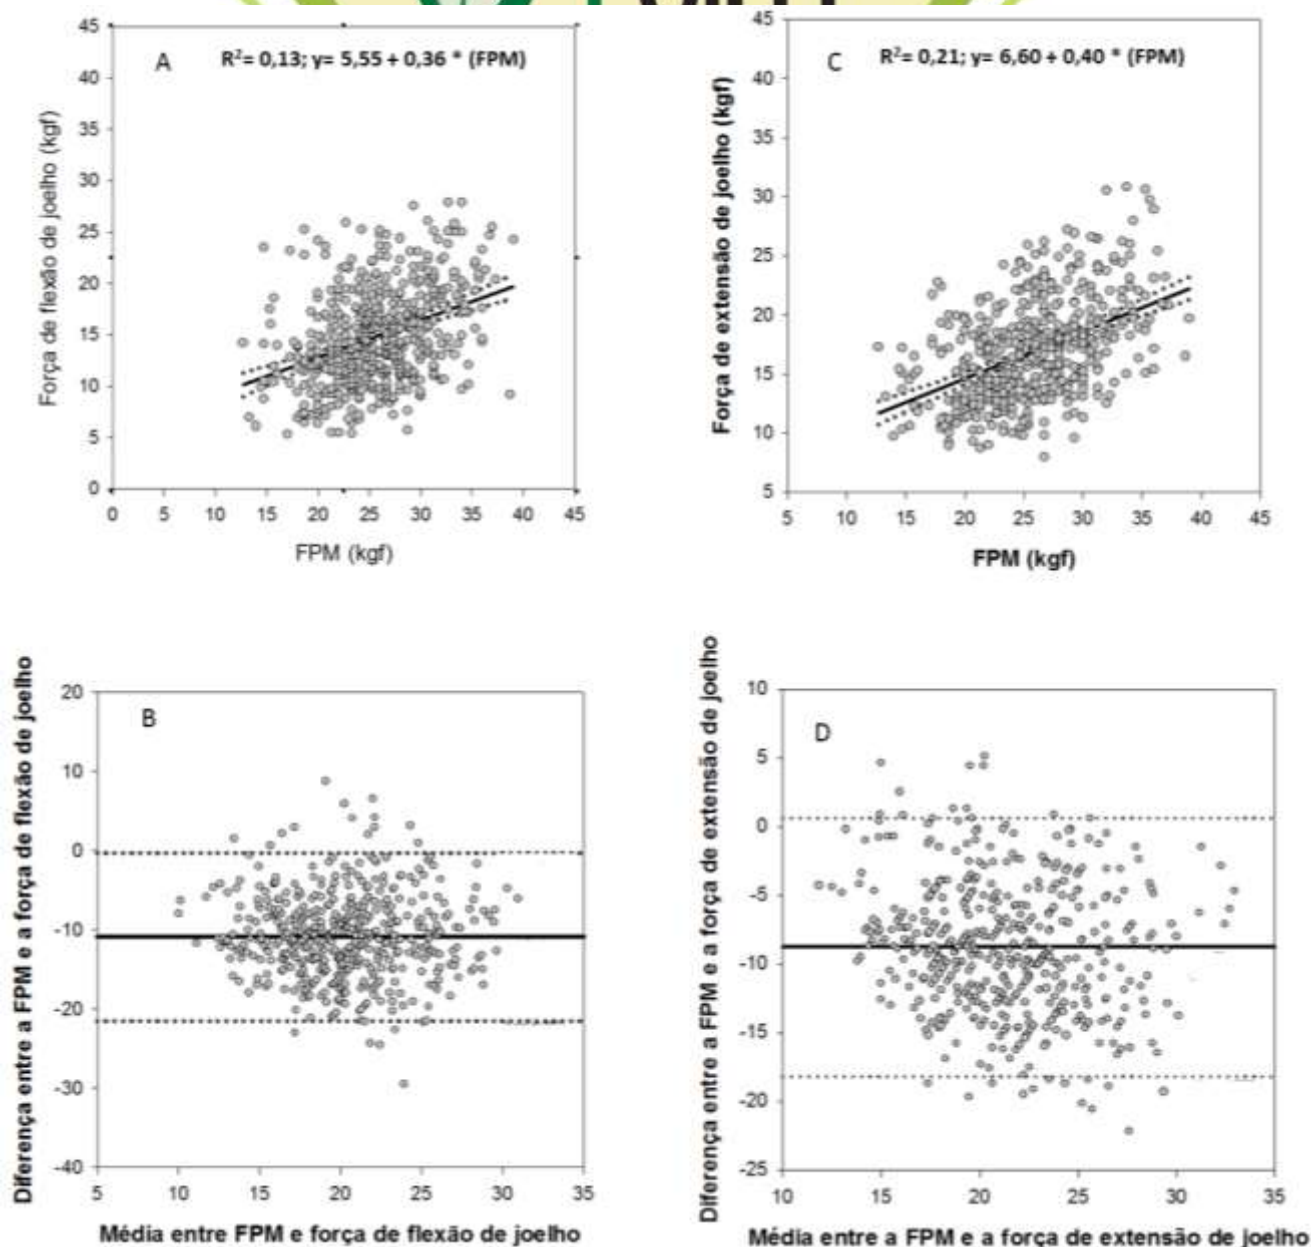 A
R²= 0,13; y= 5,55 + 0,36 * (FPM)
Força de flexão de joelho (kgf)
45
40
35
30
25
20
15
10
5
0
0 5 10 15 20 25 30 35 40 45
FPM (kgf)
C
R²= 0,21; y= 6,60 + 0,40 * (FPM)
Força de extensão de joelho (kgf)
45
40
35
30
25
20
15
10
5
5 10 15 20 25 30 35 40 45
FPM (kgf)
B
Diferença entre a FPM e a força de flexão de joelho
20
10
0
-10
-20
-30
-40
5 10 15 20 25 30 35
Média entre FPM e força de flexão de joelho
D
Diferença entre a FPM e a força de extensão de joelho
10
5
0
-5
-10
-15
-20
-25
10 15 20 25 30 35
Média entre a FPM e a força de extensão de joelho